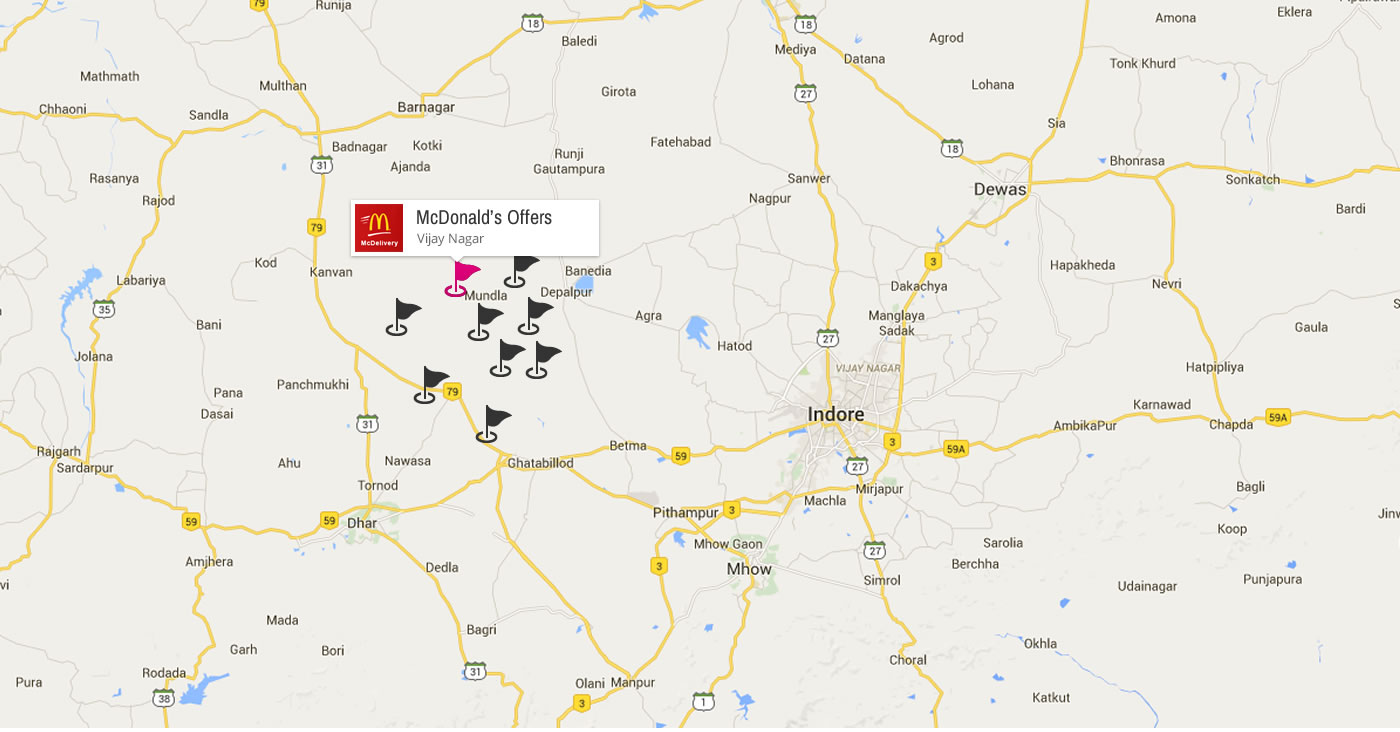 79
Runija
18
Baledi
18
Mediya
Datana
Agrod
Amona
Eklera
Tonk Khurd
Mathmath
Multhan
Girota
27
Lohana
Chhaoni
Sandla
Barnagar
Sia
Badnagar
Kotki
Fatehabad
18
31
Ajanda
Runji
Gautampura
Bhonrasa
Rasanya
Sanwer
Dewas
Sonkatch
Rajod
Nagpur
Bardi
McDonald's Offers
McDelivery
Vijay Nagar
79
Kod
Kanvan
Banedia
3
Hapakheda
Labariya
Mundla
Depalpur
Dakachya
Nevri
35
Agra
Manglaya
Sadak
Bani
27
Gaula
Jolana
Hatod
VIJAY NAGAR
Hatpipliya
Panchmukhi
79
Pana
Dasai
Indore
Karnawad
31
59A
Chapda
AmbikaPur
3
Rajgarh
Betma
59
59A
Sardarpur
Ahu
Nawasa
Ghatabillod
27
Tornod
Mirjapur
Bagli
Machla
59
59
Dhar
Pithampur
3
Koop
Jinw
Mhow Gaon
27
Sarolia
Amjhera
Dedla
3
Mhow
Berchha
vi
Simrol
Udainagar
Punjapura
Mada
Bagri
Garh
Bori
Okhla
Choral
Rodada
31
Pura
Olani
Manpur
38
3
1
Katkut